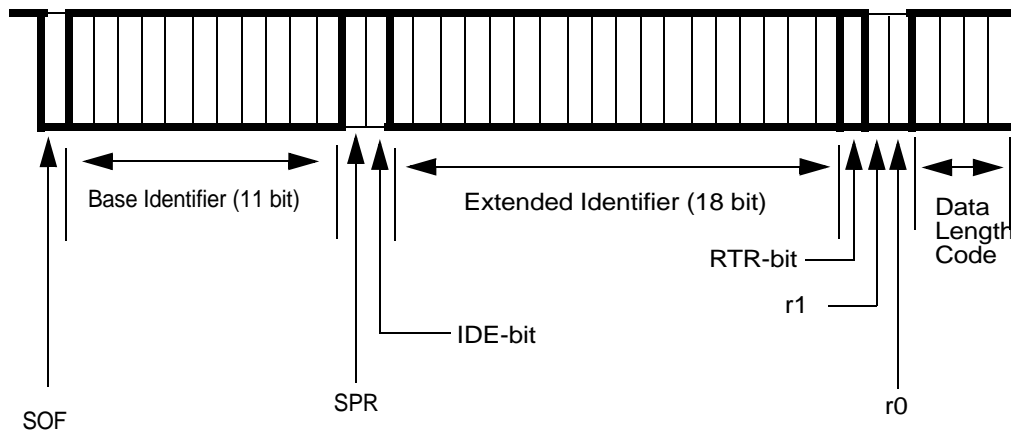 Base Identifier (11 bit)
Extended Identifier (18 bit)
Data
Length
Code
RTR-bit
r1
IDE-bit
SPR
r0
SOF